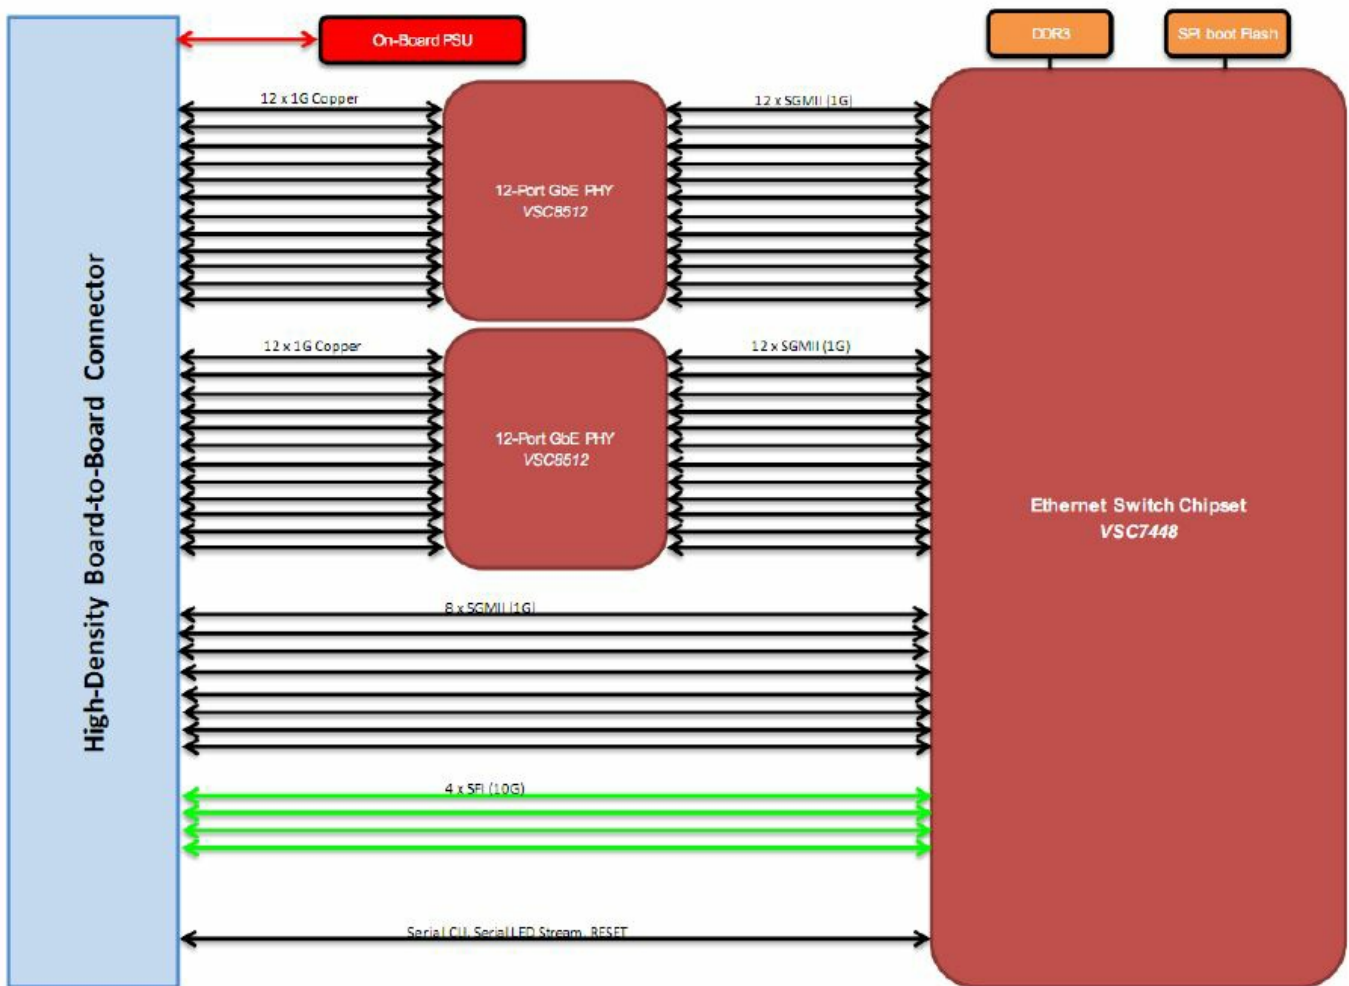 On-Board PSU
DDR3
SPI boot Flash
12 x 1G Copper
12 x SGMII (1G)
12-Port GbE PHY
VSC8512
12 x 1G Copper
12 x SGMII (1G)
12-Port GbE PHY
VSC8512
High-Density Board-to-Board Connector
Ethernet Switch Chipset
VSC7448
8 x SGMII (1G)
4 x SFI (10G)
Serial CLI, Serial LED Stream, RESET